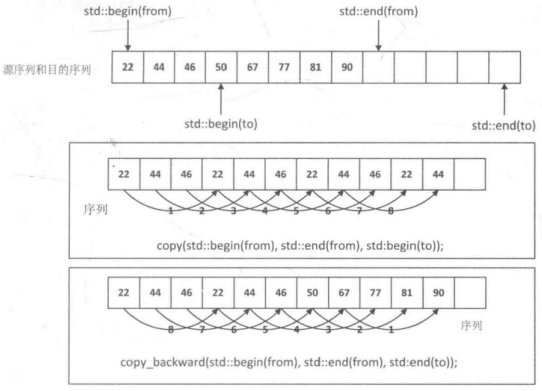 std::begin(from) std::end(from)
源序列和目的序列 22 44 46 50 67 77 81 90
std::begin(to) std::end(to)
22 44 46 22 44 46 22 44 46 22 44
序列 1 2 3 4 5 6 7 8
copy(std::begin(from), std::end(from), std:begin(to));
22 44 46 22 44 46 50 67 77 81 90
8 7 6 5 4 3 2 1 序列
copy_backward(std::begin(from), std::end(from), std:end(to));